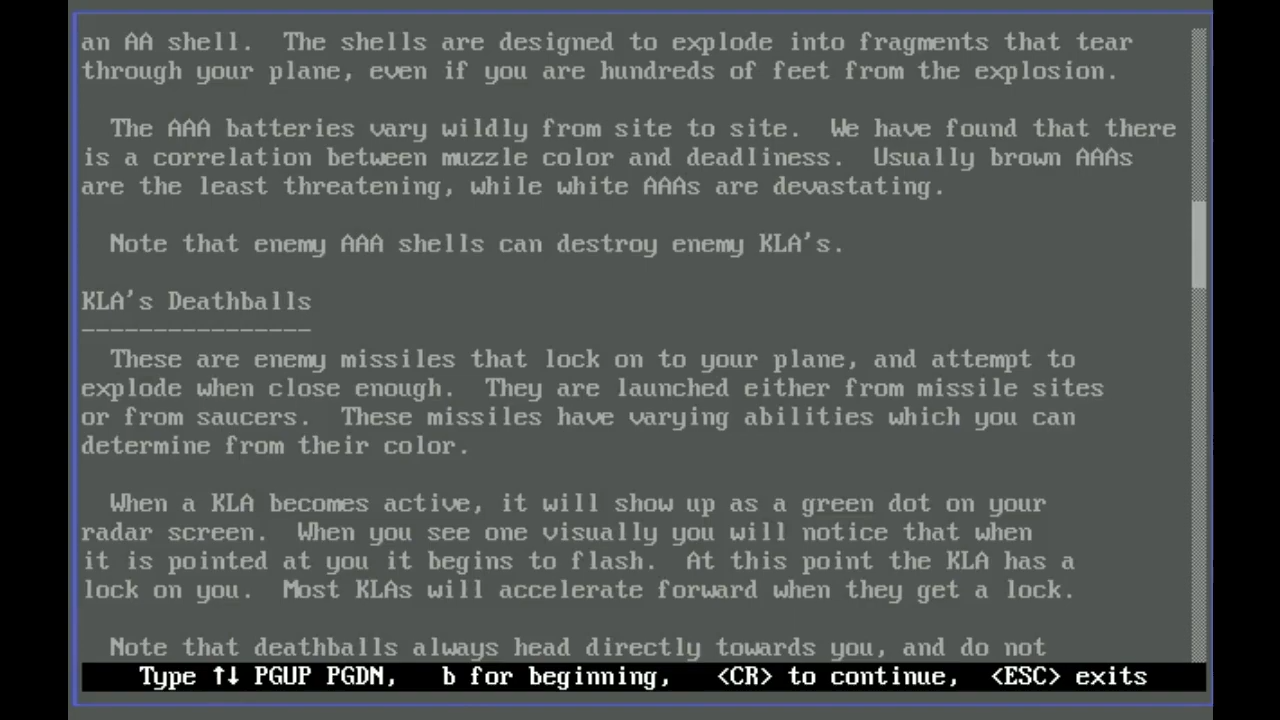 an AA shell.  The shells are designed to explode into fragments that tear
through your plane, even if you are hundreds of feet from the explosion.
The AAA batteries vary wildly from site to site.  We have found that there
is a correlation between muzzle color and deadliness.  Usually brown AAAs
are the least threatening, while white AAAs are devastating.
Note that enemy AAA shells can destroy enemy KLA's.
KLA's Deathballs
----------------
These are enemy missiles that lock on to your plane, and attempt to
explode when close enough.  They are launched either from missile sites
or from saucers.  These missiles have varying abilities which you can
determine from their color.
When a KLA becomes active, it will show up as a green dot on your
radar screen.  When you see one visually you will notice that when
it is pointed at you it begins to flash.  At this point the KLA has a
lock on you.  Most KLAs will accelerate forward when they get a lock.
Note that deathballs always head directly towards you, and do not
Type ↑↓ PGUP PGDN,   b for beginning,   <CR> to continue,  <ESC> exits